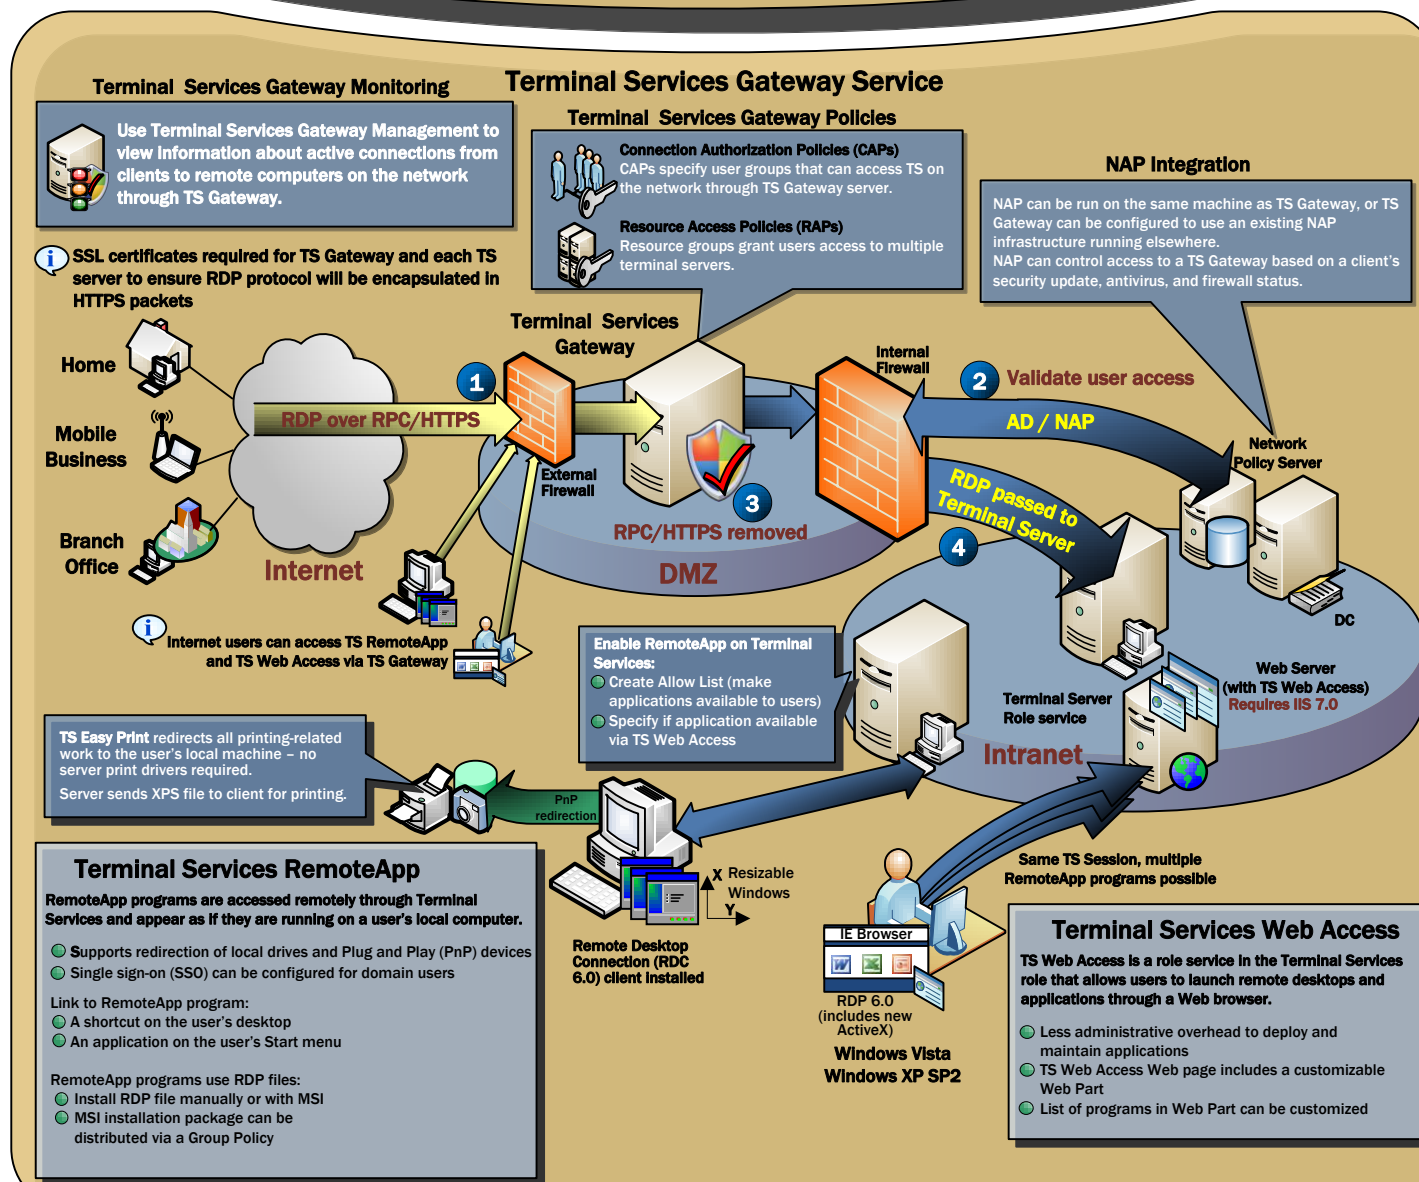 Terminal Services Gateway Service
Terminal Services Gateway Monitoring
Use Terminal Services Gateway Management to
view information about active connections from
clients to remote computers on the network
through TS Gateway.
Terminal Services Gateway Policies
Connection Authorization Policies (CAPs)
CAPs specify user groups that can access TS on
the network through TS Gateway server.
Resource Access Policies (RAPs)
Resource groups grant users access to multiple
terminal servers.
NAP Integration
NAP can be run on the same machine as TS Gateway, or TS
Gateway can be configured to use an existing NAP
infrastructure running elsewhere.
NAP can control access to a TS Gateway based on a client's
security update, antivirus, and firewall status.
i
SSL certificates required for TS Gateway and each TS
server to ensure RDP protocol will be encapsulated in
HTTPS packets
Home
Mobile
Business
Branch
Office
Internet
1
RDP over RPC/HTTPS
Terminal Services
Gateway
External
Firewall
3
RPC/HTTPS removed
DMZ
Internal
Firewall
2
Validate user access
AD / NAP
Network
Policy Server
RDP passed to
Terminal Server
4
DC
i
Internet users can access TS RemoteApp
and TS Web Access via TS Gateway
Enable RemoteApp on Terminal
Services:
Create Allow List (make
applications available to users)
Specify if application available
via TS Web Access
Terminal Server
Role service
Web Server
(with TS Web Access)
Requires IIS 7.0
Intranet
TS Easy Print redirects all printing-related
work to the user's local machine – no
server print drivers required.
Server sends XPS file to client for printing.
PnP
redirection
X
Resizable
Windows
Y
Remote Desktop
Connection (RDC
6.0) client installed
Same TS Session, multiple
RemoteApp programs possible
IE Browser
RDP 6.0
(includes new
ActiveX)
Windows Vista
Windows XP SP2
Terminal Services RemoteApp
RemoteApp programs are accessed remotely through Terminal
Services and appear as if they are running on a user's local computer.
Supports redirection of local drives and Plug and Play (PnP) devices
Single sign-on (SSO) can be configured for domain users
Link to RemoteApp program:
A shortcut on the user's desktop
An application on the user's Start menu
RemoteApp programs use RDP files:
Install RDP file manually or with MSI
MSI installation package can be
distributed via a Group Policy
Terminal Services Web Access
TS Web Access is a role service in the Terminal Services
role that allows users to launch remote desktops and
applications through a Web browser.
Less administrative overhead to deploy and
maintain applications
TS Web Access Web page includes a customizable
Web Part
List of programs in Web Part can be customized